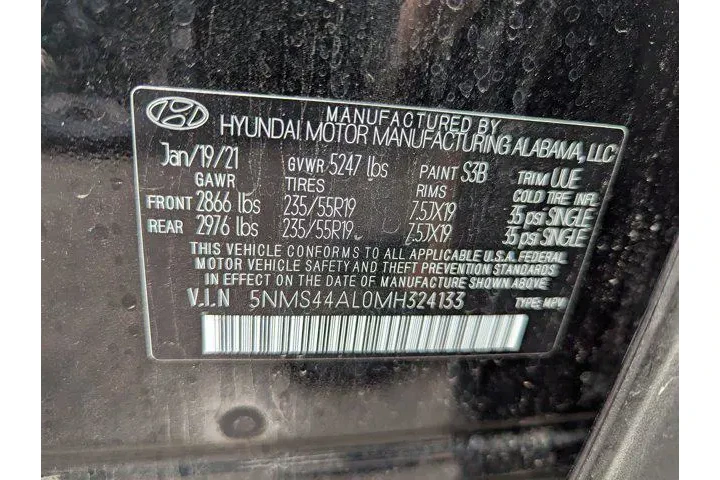 MANUFACTURED BY
HYUNDAI MOTOR MANUFACTURING ALABAMA, LLC
Jan/19/21 GVWR 5247 lbs PAINT S3B TRIM UUE
GAWR TIRES RIMS COLD TIRE INFL
FRONT 2866 lbs 235/55R19 7.5JX19 35 psi SINGLE
REAR 2976 lbs 235/55R19 7.5JX19 35 psi SINGLE
THIS VEHICLE CONFORMS TO ALL APPLICABLE U.S.A. FEDERAL
MOTOR VEHICLE SAFETY AND THEFT PREVENTION STANDARDS
IN EFFECT ON THE DATE OF MANUFACTURE SHOWN ABOVE.
V.I.N 5NMS44AL0MH324133 TYPE: MPV